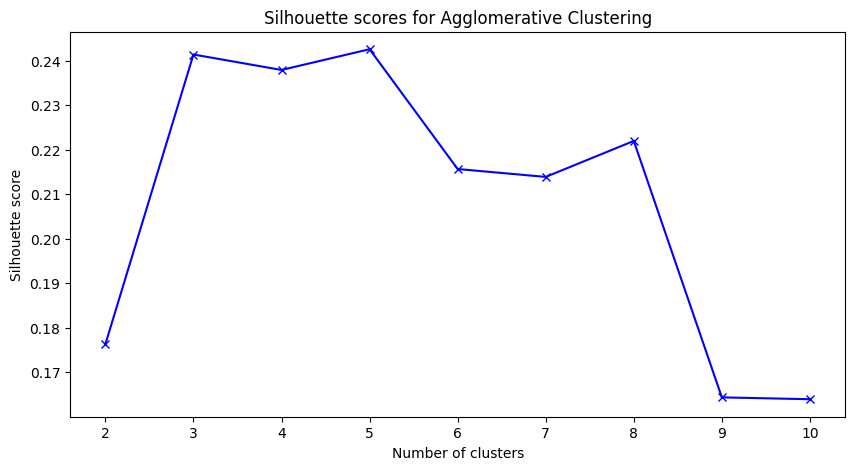 Silhouette scores for Agglomerative Clustering
Silhouette score
0.24
0.23
0.22
0.21
0.20
0.19
0.18
0.17
2 3 4 5 6 7 8 9 10
Number of clusters